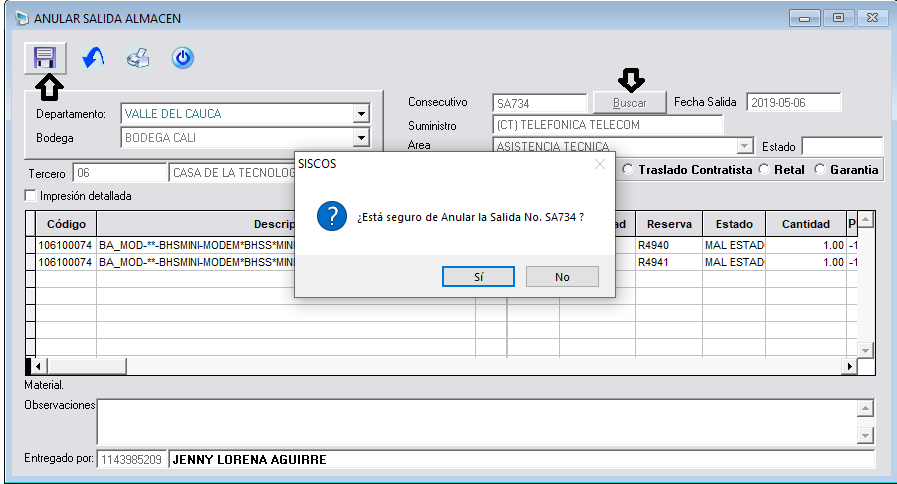 ANULAR SALIDA ALMACEN
Departamento: VALLE DEL CAUCA
Bodega BODEGA CALI
Consecutivo SA734 Buscar Fecha Salida 2019-05-06
Suministro (CT) TELEFONICA TELECOM
Area ASISTENCIA TECNICA Estado
Tercero 06 CASA DE LA TECNOLOG
Traslado Contratista Retal Garantia
Impresión detallada
SISCOS
¿Está seguro de Anular la Salida No. SA734 ?
Sí No
Código Descrip ad Reserva Estado Cantidad P
106100074 BA_MOD-**-BHSMINI-MODEM*BHSS*MINI R4940 MAL ESTAD 1.00 -1
106100074 BA_MOD-**-BHSMINI-MODEM*BHSS*MINI R4941 MAL ESTAD 1.00 -1
Material.
Observaciones
Entregado por: 1143985209 JENNY LORENA AGUIRRE